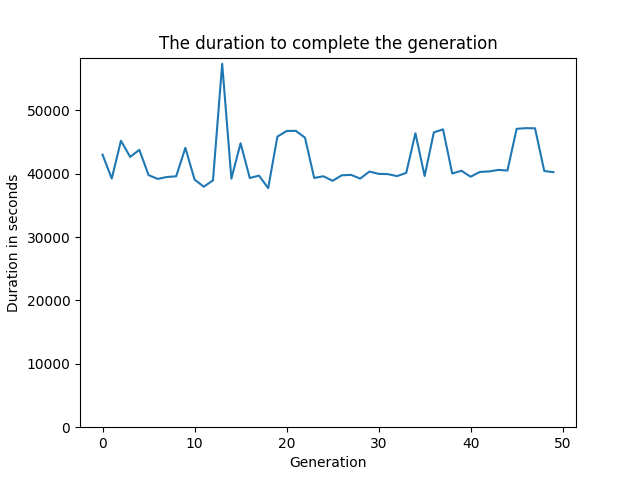 The duration to complete the generation
Duration in seconds
50000
40000
30000
20000
10000
0
0 10 20 30 40 50
Generation